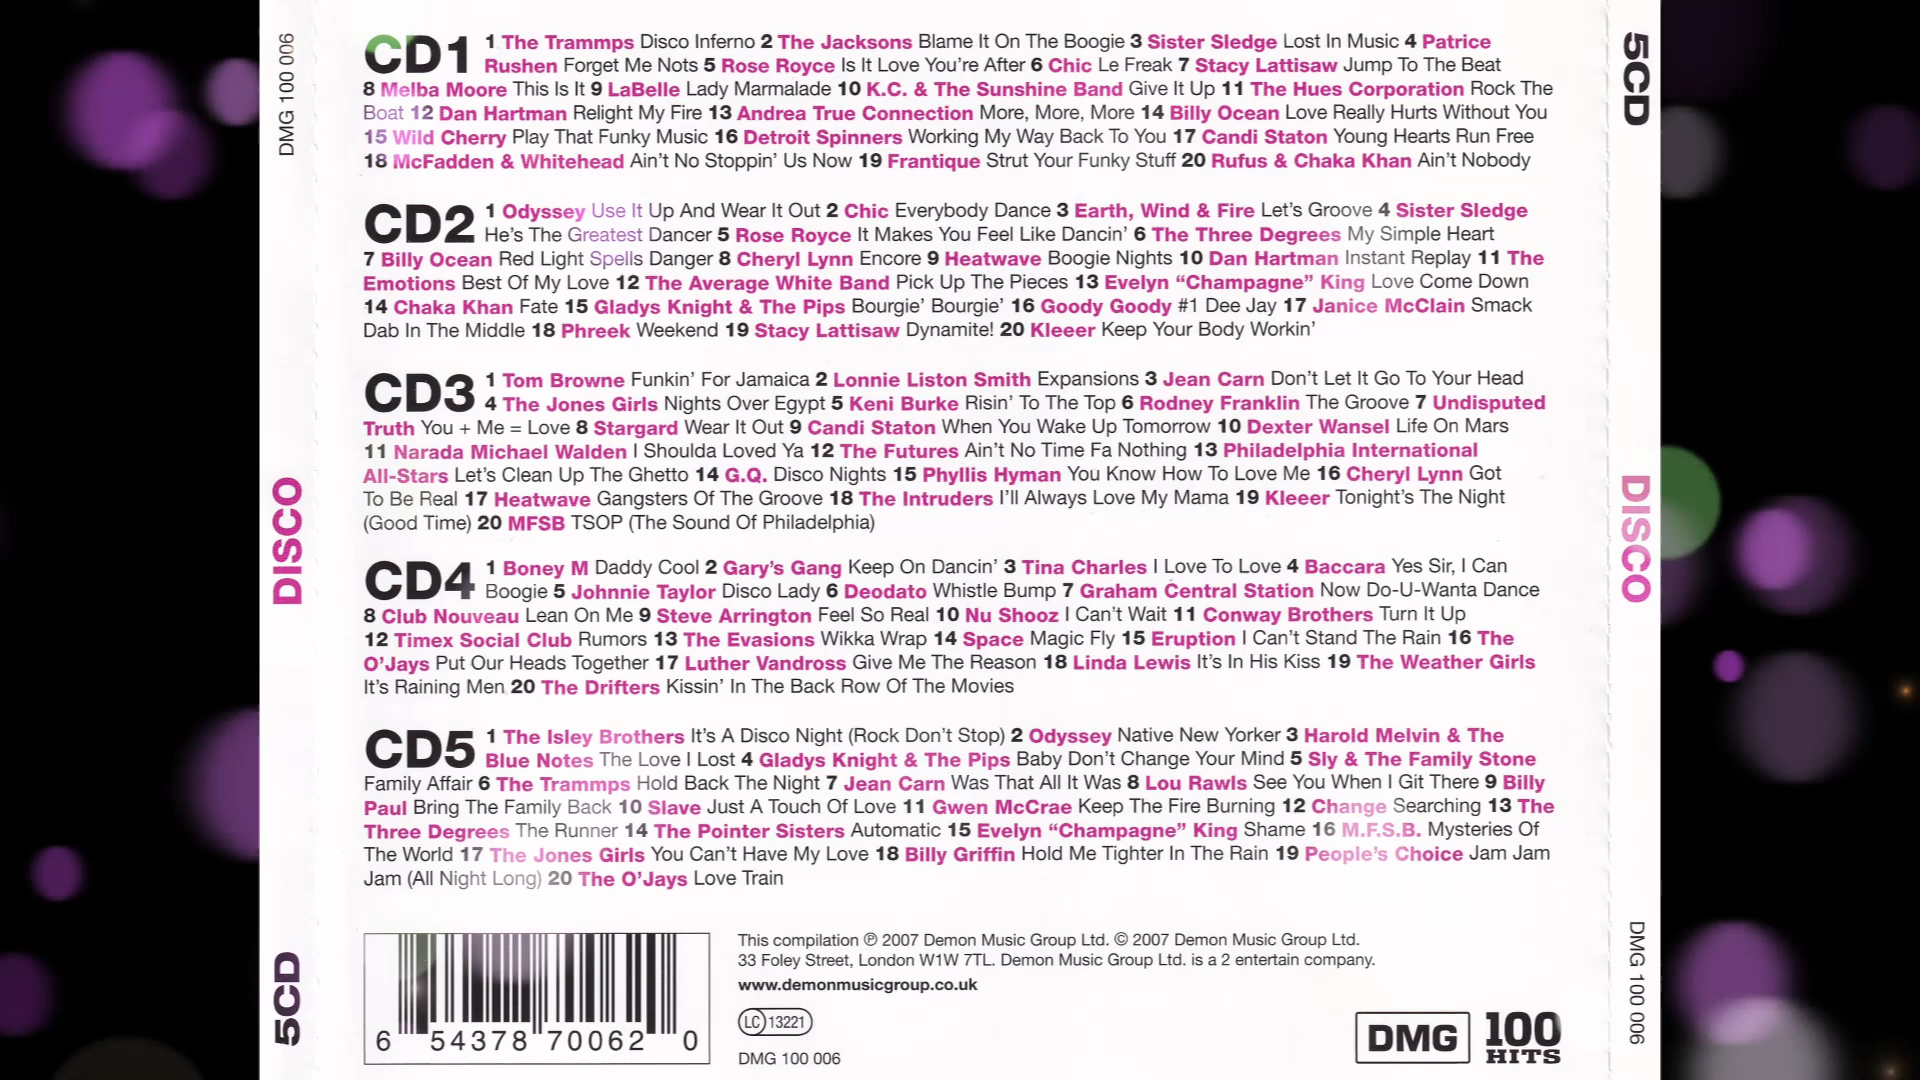 DMG 100 006
DISCO
5CD
CD1 1 The Trammps Disco Inferno 2 The Jacksons Blame It On The Boogie 3 Sister Sledge Lost In Music 4 Patrice
Rushen Forget Me Nots 5 Rose Royce Is It Love You're After 6 Chic Le Freak 7 Stacy Lattisaw Jump To The Beat
8 Melba Moore This Is It 9 LaBelle Lady Marmalade 10 K.C. & The Sunshine Band Give It Up 11 The Hues Corporation Rock The
Boat 12 Dan Hartman Relight My Fire 13 Andrea True Connection More, More, More 14 Billy Ocean Love Really Hurts Without You
15 Wild Cherry Play That Funky Music 16 Detroit Spinners Working My Way Back To You 17 Candi Staton Young Hearts Run Free
18 McFadden & Whitehead Ain't No Stoppin' Us Now 19 Frantique Strut Your Funky Stuff 20 Rufus & Chaka Khan Ain't Nobody
CD2 1 Odyssey Use It Up And Wear It Out 2 Chic Everybody Dance 3 Earth, Wind & Fire Let's Groove 4 Sister Sledge
He's The Greatest Dancer 5 Rose Royce It Makes You Feel Like Dancin' 6 The Three Degrees My Simple Heart
7 Billy Ocean Red Light Spells Danger 8 Cheryl Lynn Encore 9 Heatwave Boogie Nights 10 Dan Hartman Instant Replay 11 The
Emotions Best Of My Love 12 The Average White Band Pick Up The Pieces 13 Evelyn “Champagne” King Love Come Down
14 Chaka Khan Fate 15 Gladys Knight & The Pips Bourgie' Bourgie' 16 Goody Goody #1 Dee Jay 17 Janice McClain Smack
Dab In The Middle 18 Phreek Weekend 19 Stacy Lattisaw Dynamite! 20 Kleeer Keep Your Body Workin'
CD3 1 Tom Browne Funkin' For Jamaica 2 Lonnie Liston Smith Expansions 3 Jean Carn Don't Let It Go To Your Head
4 The Jones Girls Nights Over Egypt 5 Keni Burke Risin' To The Top 6 Rodney Franklin The Groove 7 Undisputed
Truth You + Me = Love 8 Stargard Wear It Out 9 Candi Staton When You Wake Up Tomorrow 10 Dexter Wansel Life On Mars
11 Narada Michael Walden I Shoulda Loved Ya 12 The Futures Ain't No Time Fa Nothing 13 Philadelphia International
All-Stars Let's Clean Up The Ghetto 14 G.Q. Disco Nights 15 Phyllis Hyman You Know How To Love Me 16 Cheryl Lynn Got
To Be Real 17 Heatwave Gangsters Of The Groove 18 The Intruders I'll Always Love My Mama 19 Kleeer Tonight's The Night
(Good Time) 20 MFSB TSOP (The Sound Of Philadelphia)
CD4 1 Boney M Daddy Cool 2 Gary's Gang Keep On Dancin' 3 Tina Charles I Love To Love 4 Baccara Yes Sir, I Can
Boogie 5 Johnnie Taylor Disco Lady 6 Deodato Whistle Bump 7 Graham Central Station Now Do-U-Wanta Dance
8 Club Nouveau Lean On Me 9 Steve Arrington Feel So Real 10 Nu Shooz I Can't Wait 11 Conway Brothers Turn It Up
12 Timex Social Club Rumors 13 The Evasions Wikka Wrap 14 Space Magic Fly 15 Eruption I Can't Stand The Rain 16 The
O'Jays Put Our Heads Together 17 Luther Vandross Give Me The Reason 18 Linda Lewis It's In His Kiss 19 The Weather Girls
It's Raining Men 20 The Drifters Kissin' In The Back Row Of The Movies
CD5 1 The Isley Brothers It's A Disco Night (Rock Don't Stop) 2 Odyssey Native New Yorker 3 Harold Melvin & The
Blue Notes The Love I Lost 4 Gladys Knight & The Pips Baby Don't Change Your Mind 5 Sly & The Family Stone
Family Affair 6 The Trammps Hold Back The Night 7 Jean Carn Was That All It Was 8 Lou Rawls See You When I Git There 9 Billy
Paul Bring The Family Back 10 Slave Just A Touch Of Love 11 Gwen McCrae Keep The Fire Burning 12 Change Searching 13 The
Three Degrees The Runner 14 The Pointer Sisters Automatic 15 Evelyn “Champagne” King Shame 16 M.F.S.B. Mysteries Of
The World 17 The Jones Girls You Can't Have My Love 18 Billy Griffin Hold Me Tighter In The Rain 19 People's Choice Jam Jam
Jam (All Night Long) 20 The O'Jays Love Train
6 54378 70062 0
This compilation ℗ 2007 Demon Music Group Ltd. © 2007 Demon Music Group Ltd.
33 Foley Street, London W1W 7TL. Demon Music Group Ltd. is a 2 entertain company.
www.demonmusicgroup.co.uk
LC 13221
DMG 100 006
DMG
100
HITS
5CD
DISCO
DMG 100 006